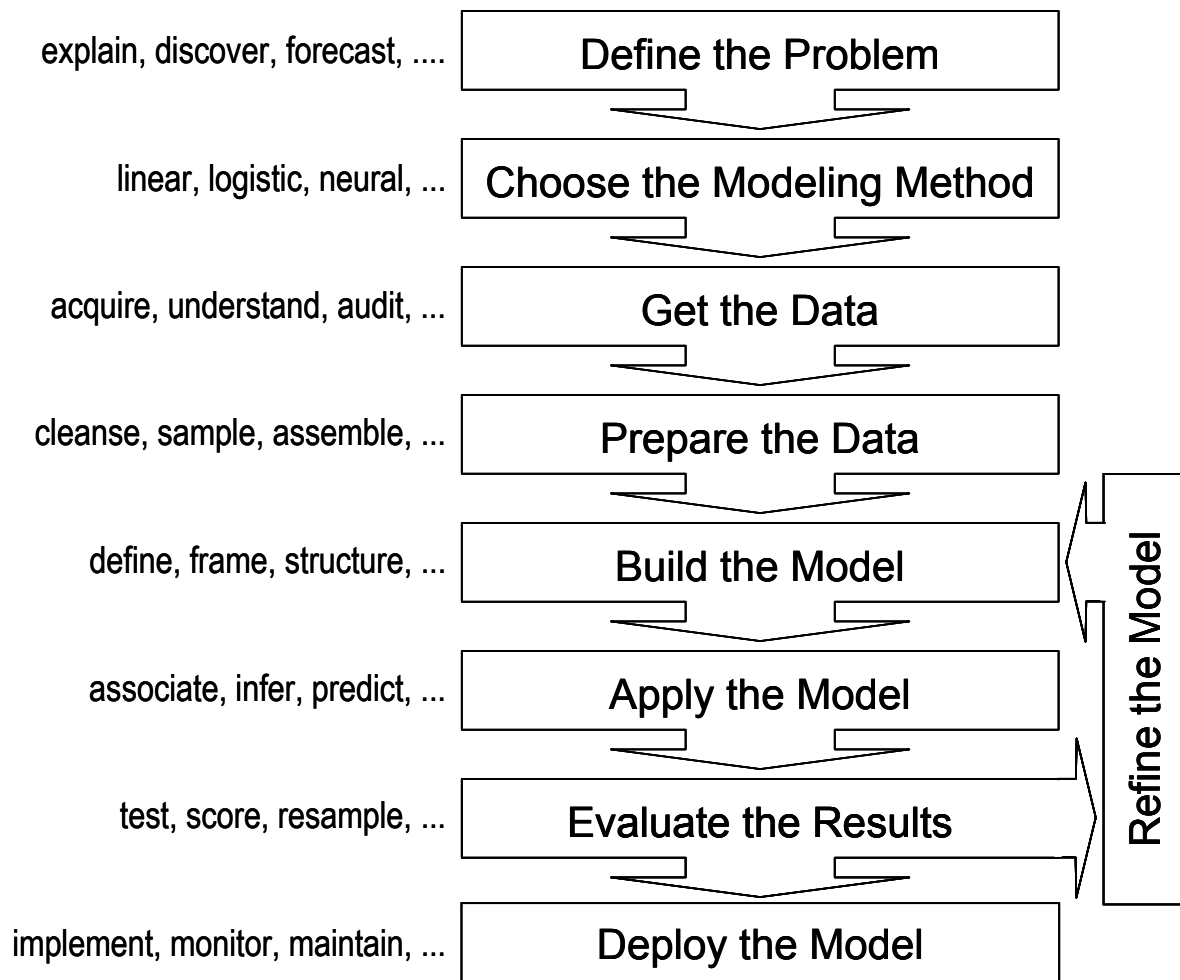 explain, discover, forecast, ....
Define the Problem
linear, logistic, neural, ...
Choose the Modeling Method
acquire, understand, audit, ...
Get the Data
cleanse, sample, assemble, ...
Prepare the Data
define, frame, structure, ...
Build the Model
associate, infer, predict, ...
Apply the Model
test, score, resample, ...
Evaluate the Results
implement, monitor, maintain, ...
Deploy the Model
Refine the Model